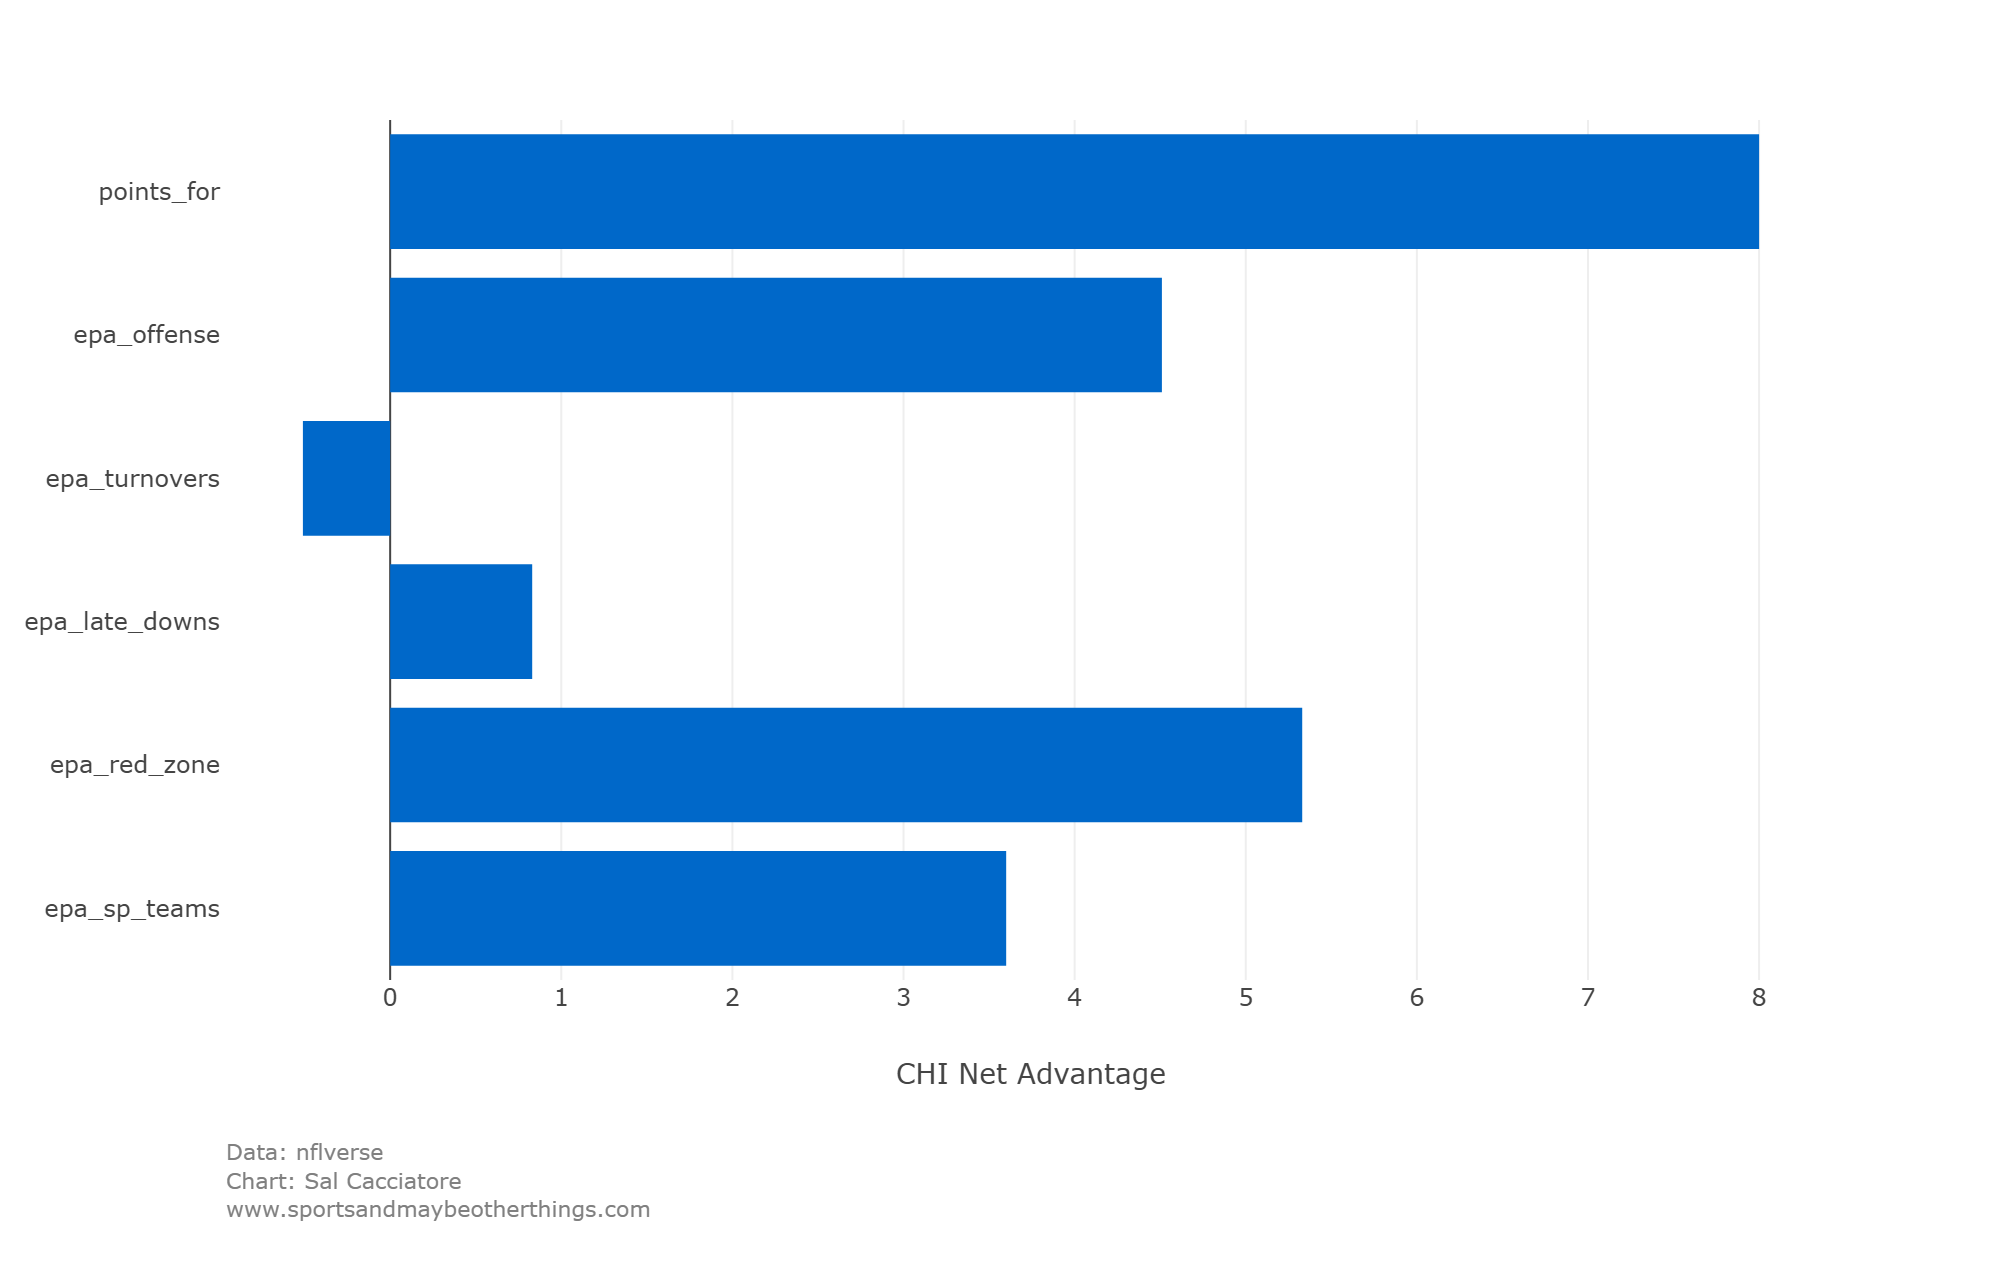 points_for
epa_offense
epa_turnovers
epa_late_downs
epa_red_zone
epa_sp_teams
0 1 2 3 4 5 6 7 8
CHI Net Advantage
Data: nflverse
Chart: Sal Cacciatore
www.sportsandmaybeotherthings.com